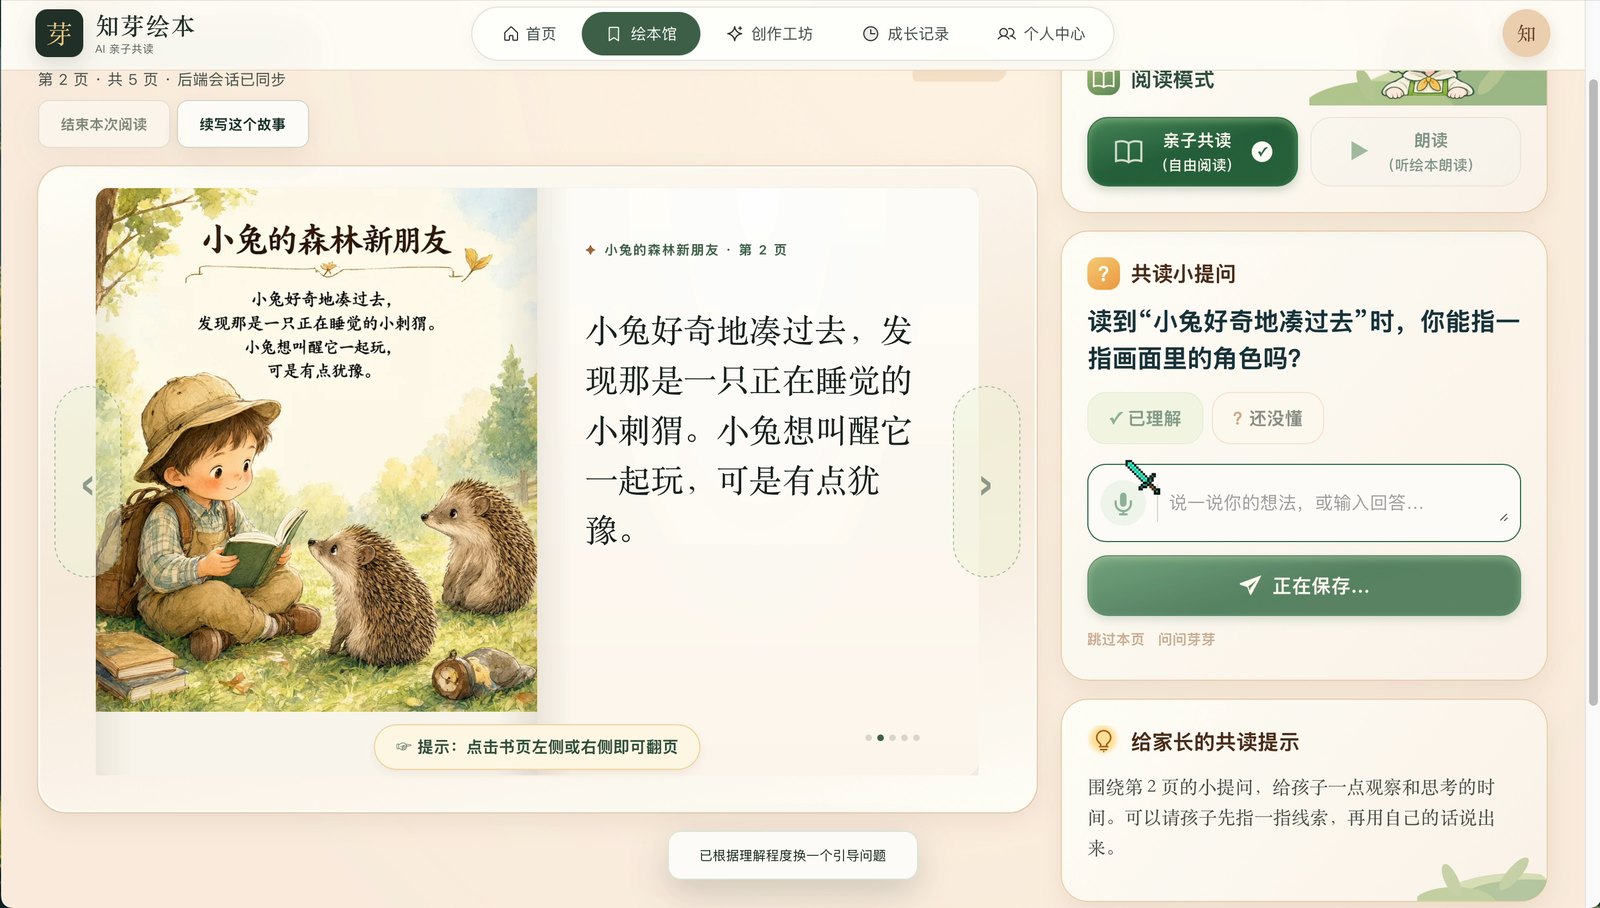 芽
知芽绘本
AI 亲子共读
首页
绘本馆
创作工坊
成长记录
个人中心
知
第 2 页 · 共 5 页 · 后端会话已同步
结束本次阅读
续写这个故事
小兔的森林新朋友
小兔好奇地凑过去，
发现那是一只正在睡觉的小刺猬。
小兔想叫醒它一起玩，
可是有点犹豫。
小兔的森林新朋友 · 第 2 页
小兔好奇地凑过去，发
现那是一只正在睡觉的
小刺猬。小兔想叫醒它
一起玩，可是有点犹
豫。
提示：点击书页左侧或右侧即可翻页
已根据理解程度换一个引导问题
阅读模式
亲子共读
（自由阅读）
朗读
（听绘本朗读）
共读小提问
读到“小兔好奇地凑过去”时，你能指一
指画面里的角色吗？
✓ 已理解
? 还没懂
说一说你的想法，或输入回答...
正在保存...
跳过本页
问问芽芽
给家长的共读提示
围绕第 2 页的小提问，给孩子一点观察和思考的时
间。可以请孩子先指一指线索，再用自己的话说出
来。